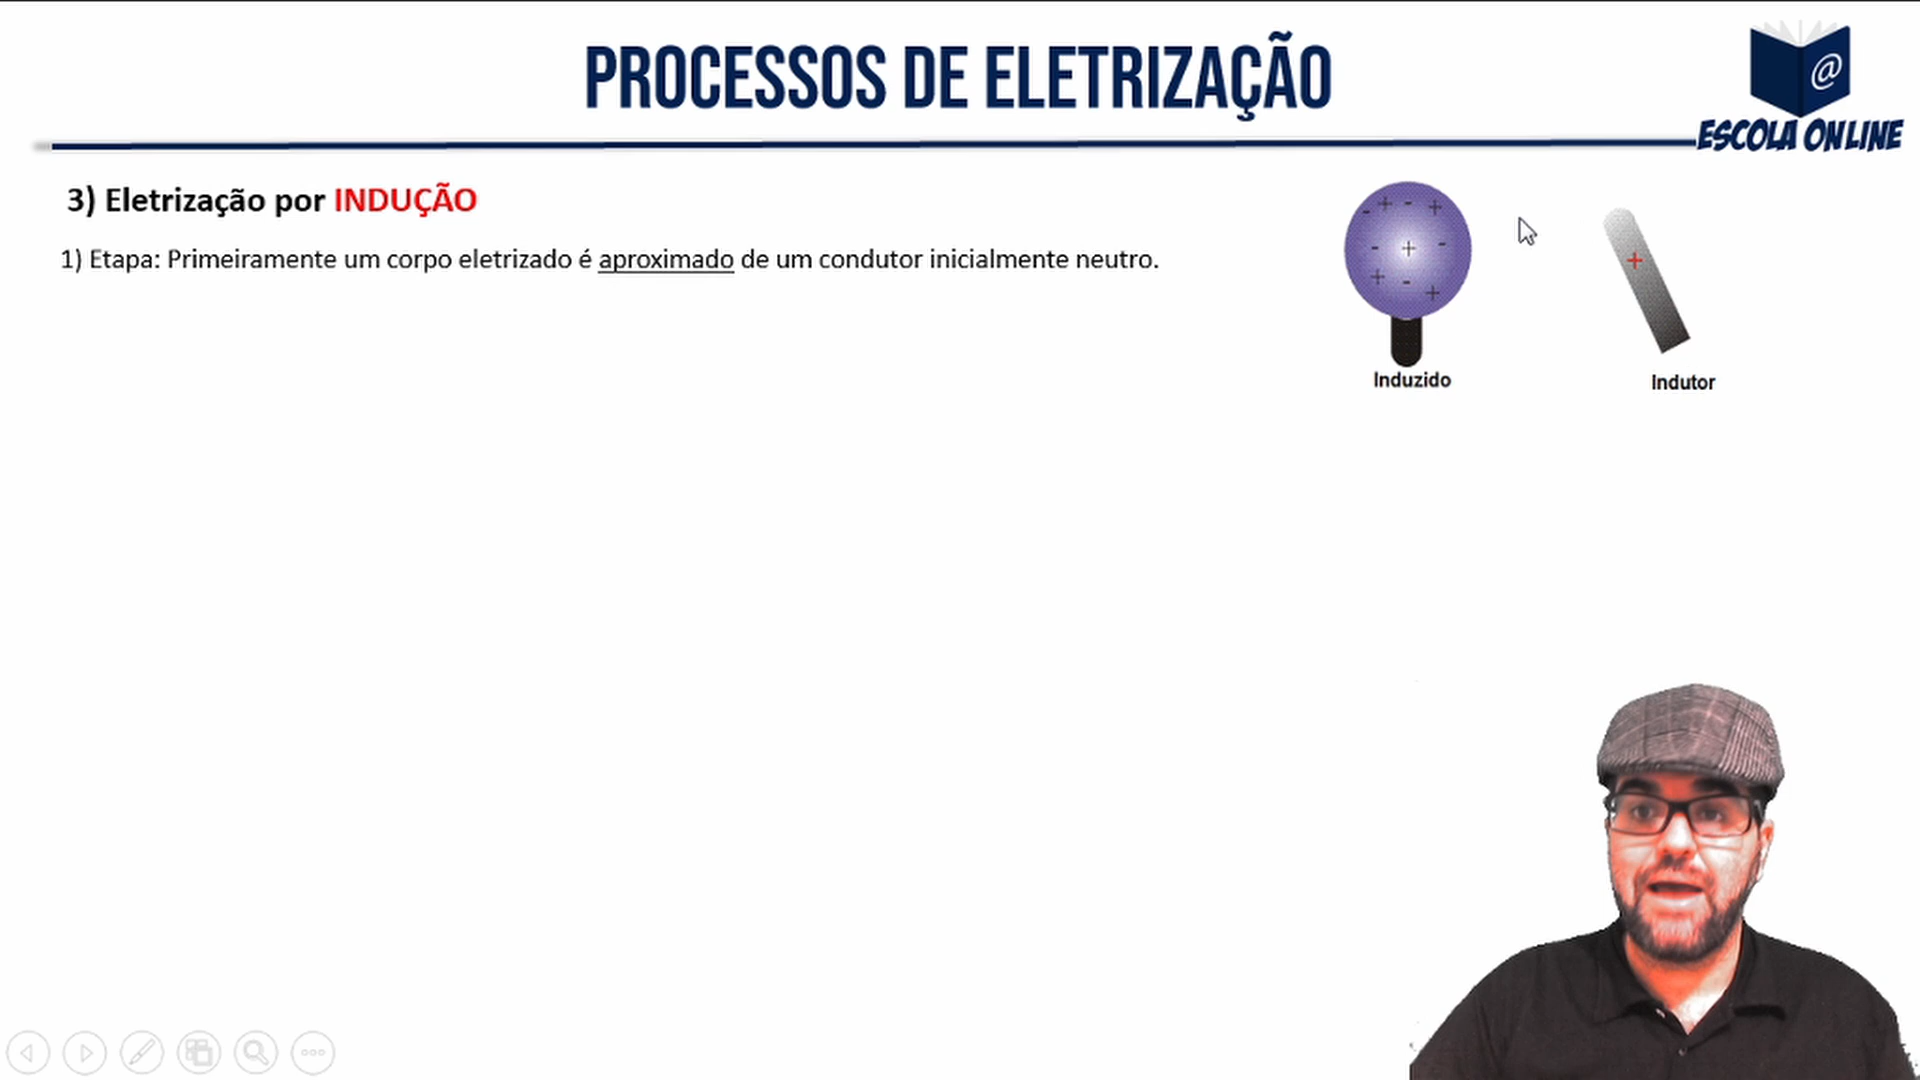 PROCESSOS DE ELETRIZAÇÃO
@
ESCOLA ONLINE
3) Eletrização por INDUÇÃO
1) Etapa: Primeiramente um corpo eletrizado é aproximado de um condutor inicialmente neutro.
- + - +
- + -
+ - +
+
Induzido
Indutor